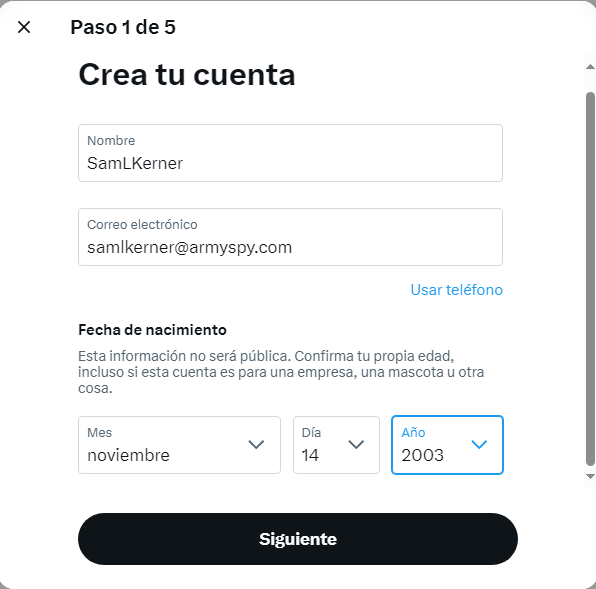 Paso 1 de 5
Crea tu cuenta
Nombre
SamLKerner
Correo electrónico
samlkerner@armyspy.com
Usar teléfono
Fecha de nacimiento
Esta información no será pública. Confirma tu propia edad,
incluso si esta cuenta es para una empresa, una mascota u otra
cosa.
Mes
noviembre
Día
14
Año
2003
Siguiente